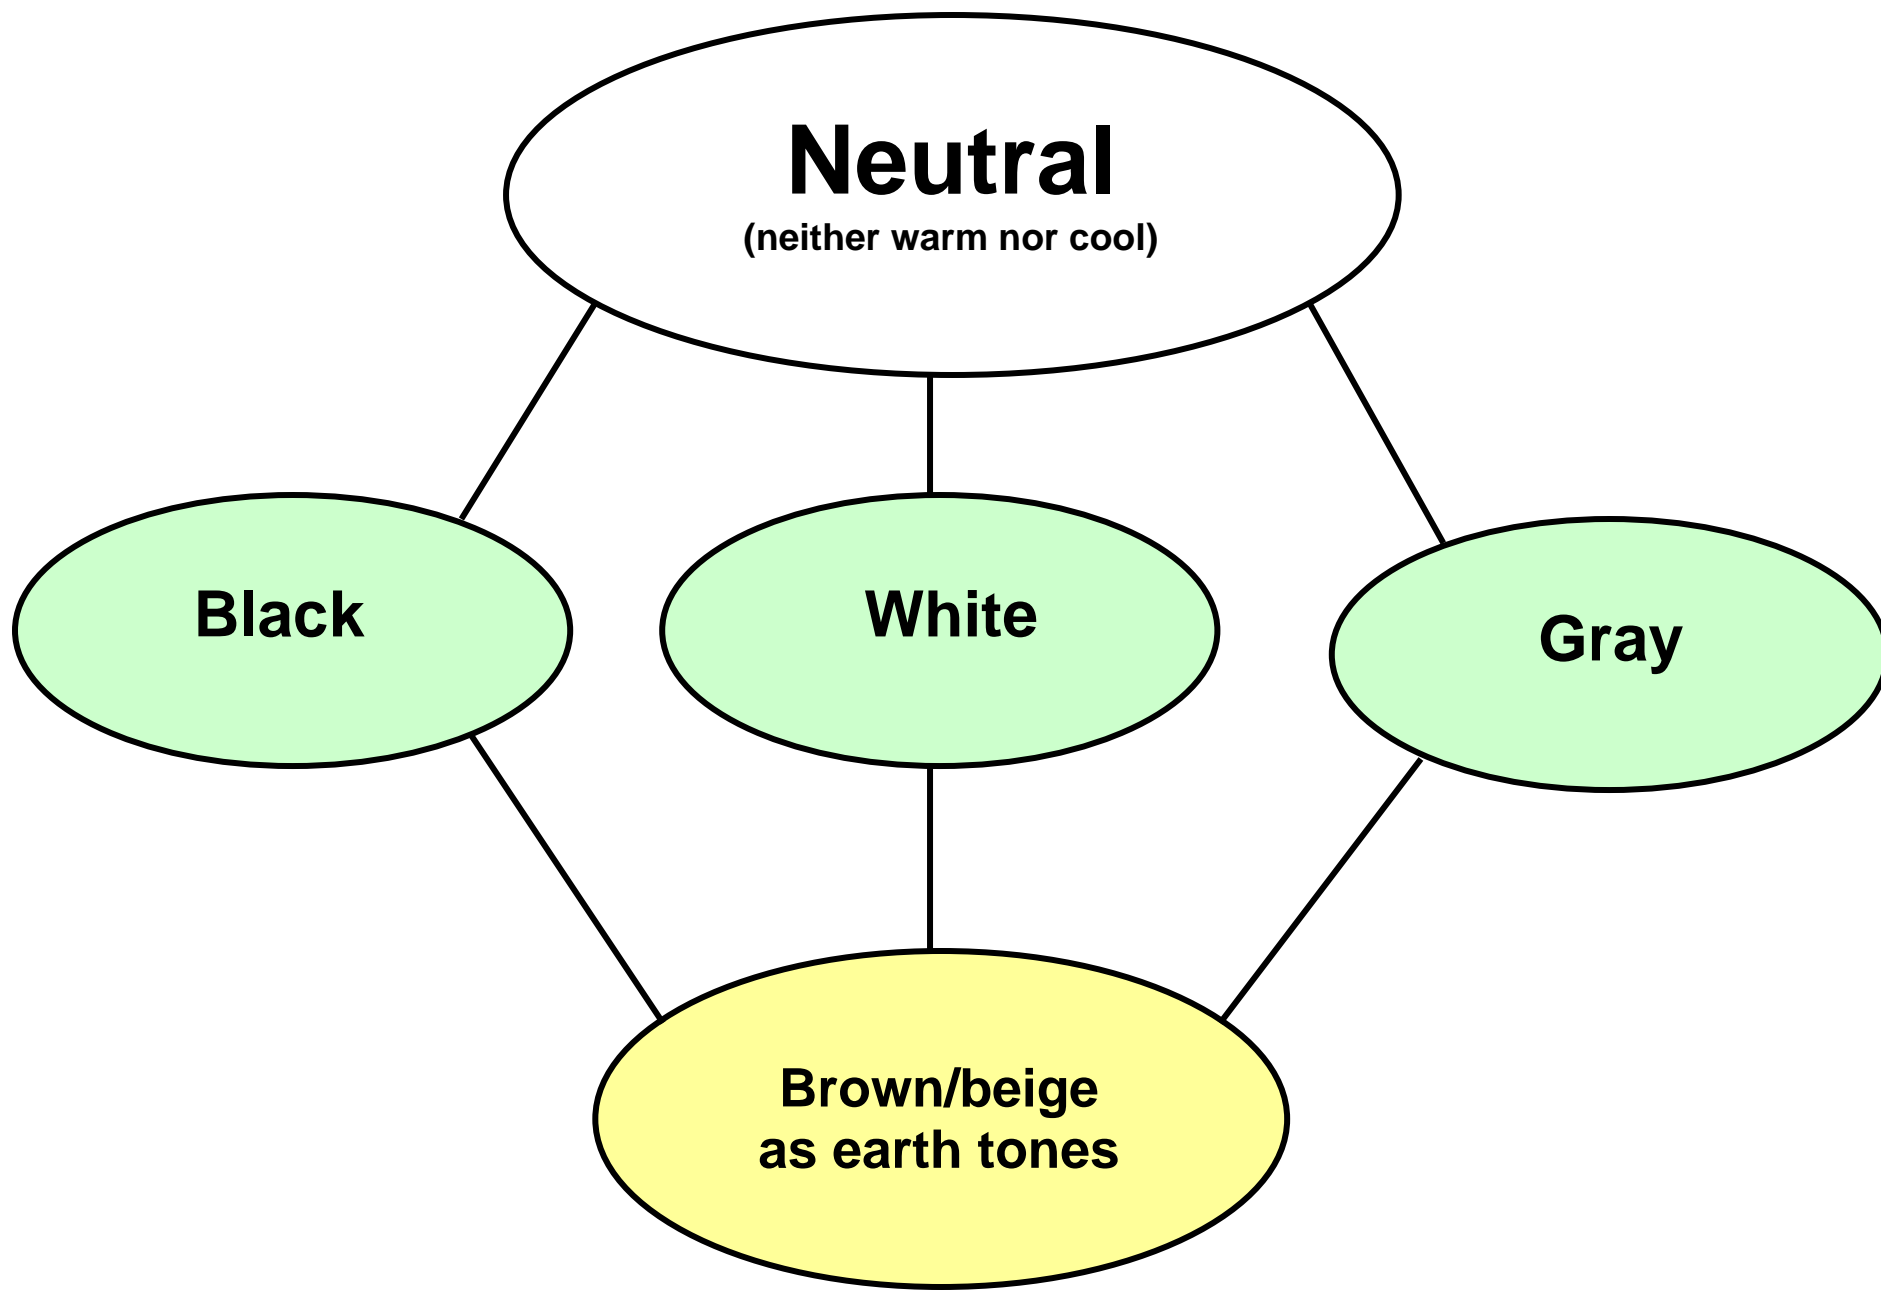 Neutral
(neither warm nor cool)
Black
White
Gray
Brown/beige
as earth tones